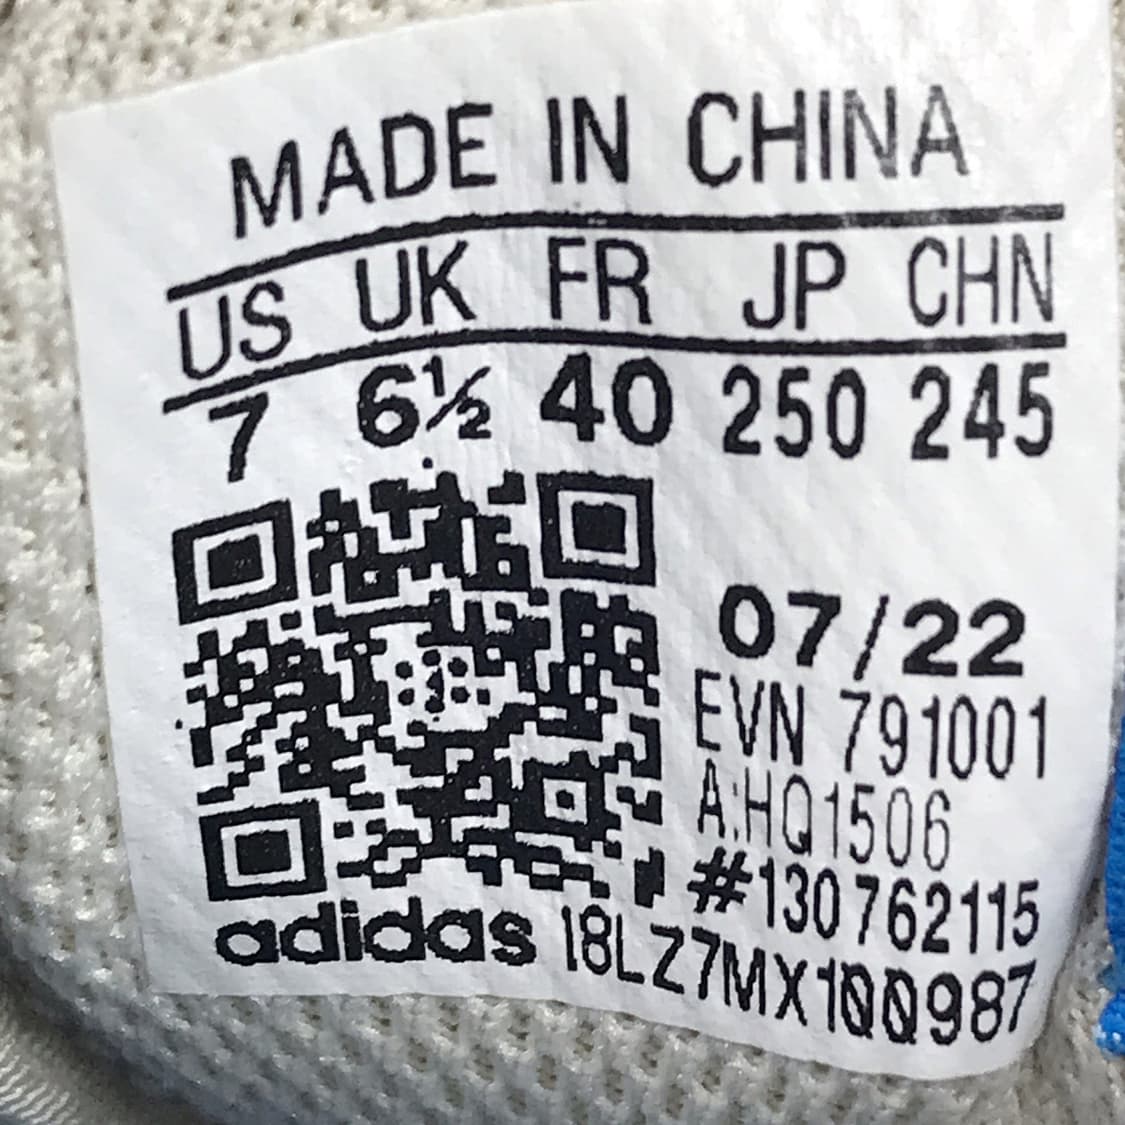 MADE IN CHINA
US UK FR JP CHN
7 6½ 40 250 245
07/22
EVN 791001
A:HQ1506
#130762115
adidas 18LZ7MX100987